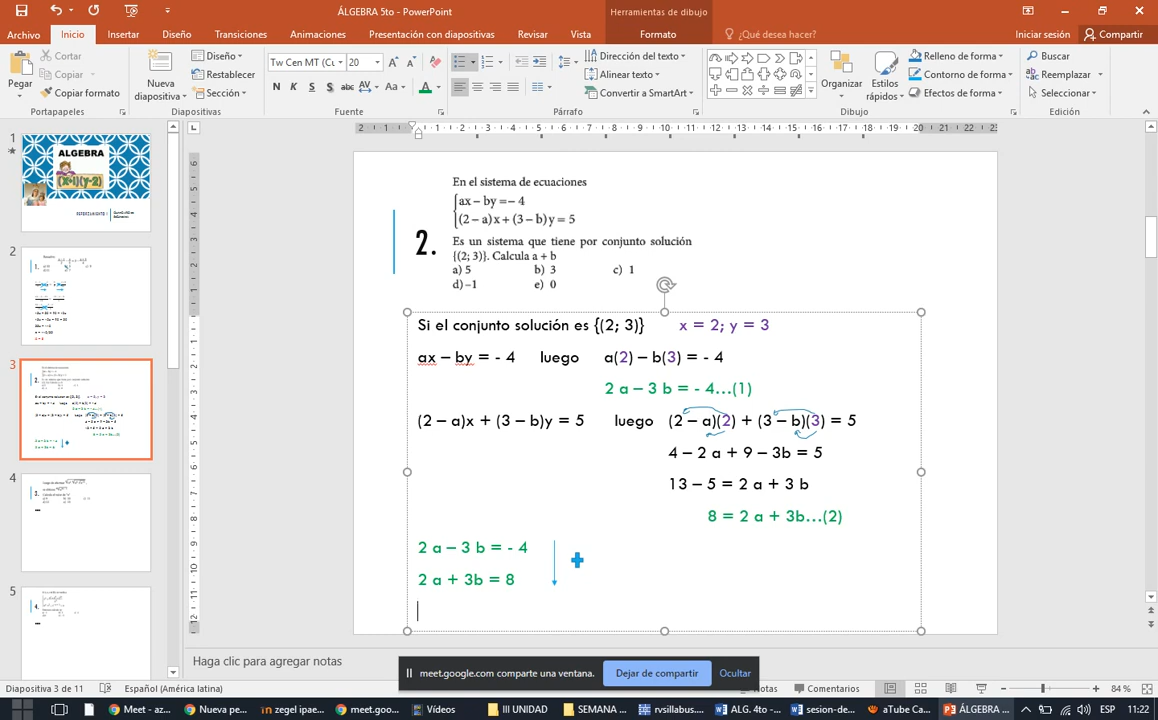 ÁLGEBRA 5to - PowerPoint
Herramientas de dibujo
Archivo Inicio Insertar Diseño Transiciones Animaciones Presentación con diapositivas Revisar Vista Formato ¿Qué desea hacer? Iniciar sesión Compartir
Pegar
Cortar
Copiar
Copiar formato
Nueva diapositiva
Diseño
Restablecer
Sección
Tw Cen MT (Cu 20
N K S S abc AV Aa A
Dirección del texto
Alinear texto
Convertir a SmartArt
Organizar
Estilos rápidos
Relleno de forma
Contorno de forma
Efectos de forma
Buscar
Reemplazar
Seleccionar
Portapapeles Diapositivas Fuente Párrafo Dibujo Edición
1
ALGEBRA
(x+1)(y-2)
2
3
4
5
En el sistema de ecuaciones
ax – by = – 4
(2 – a)x + (3 – b)y = 5
2.
Es un sistema que tiene por conjunto solución
{(2; 3)}. Calcula a + b
a) 5 b) 3 c) 1
d) –1 e) 0
Si el conjunto solución es {(2; 3)} x = 2; y = 3
ax – by = - 4 luego a(2) – b(3) = - 4
2 a – 3 b = - 4…(1)
(2 – a)x + (3 – b)y = 5 luego (2 – a)(2) + (3 – b)(3) = 5
4 – 2 a + 9 – 3b = 5
13 – 5 = 2 a + 3 b
8 = 2 a + 3b…(2)
2 a – 3 b = - 4
2 a + 3b = 8
Haga clic para agregar notas
meet.google.com comparte una ventana. Dejar de compartir Ocultar
Diapositiva 3 de 11 Español (América latina) Notas Comentarios 84 %
Meet - az... Nueva pe... zegel ipae... meet.goo... Vídeos III UNIDAD SEMANA ... rvsillabus.... ALG. 4to -... sesion-de... aTube Ca... ÁLGEBRA ... ESP 11:22